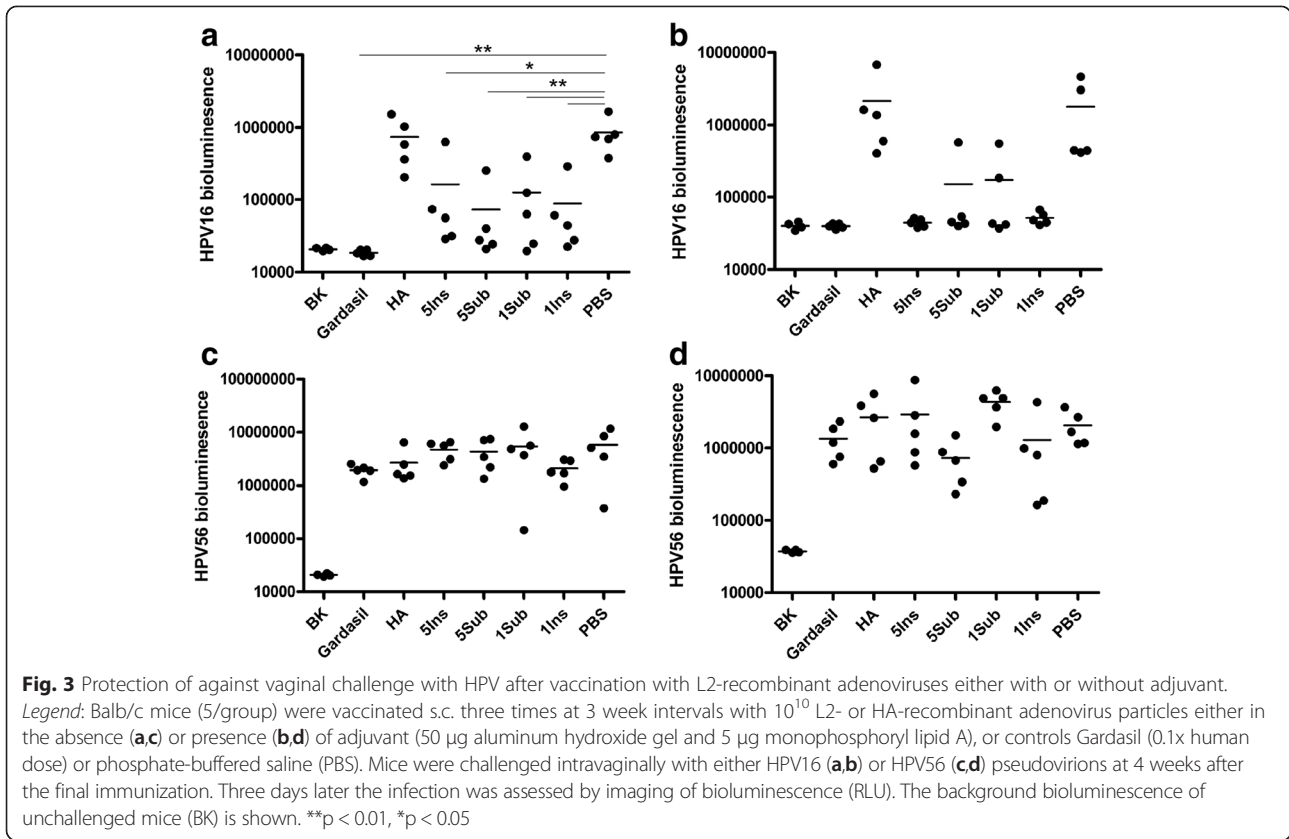 a
**
*
**
HPV16 bioluminesence
10000000
1000000
100000
10000
BK
Gardasil
HA
5Ins
5Sub
1Sub
1Ins
PBS
b
HPV16 bioluminesence
10000000
1000000
100000
10000
BK
Gardasil
HA
5Ins
5Sub
1Sub
1Ins
PBS
c
HPV56 bioluminesence
100000000
10000000
1000000
100000
10000
BK
Gardasil
HA
5Ins
5Sub
1Sub
1Ins
PBS
d
HPV56 bioluminescence
10000000
1000000
100000
10000
BK
Gardasil
HA
5Ins
5Sub
1Sub
1Ins
PBS
Fig. 3 Protection of against vaginal challenge with HPV after vaccination with L2-recombinant adenoviruses either with or without adjuvant.
Legend: Balb/c mice (5/group) were vaccinated s.c. three times at 3 week intervals with 10¹⁰ L2- or HA-recombinant adenovirus particles either in
the absence (a,c) or presence (b,d) of adjuvant (50 μg aluminum hydroxide gel and 5 μg monophosphoryl lipid A), or controls Gardasil (0.1x human
dose) or phosphate-buffered saline (PBS). Mice were challenged intravaginally with either HPV16 (a,b) or HPV56 (c,d) pseudovirions at 4 weeks after
the final immunization. Three days later the infection was assessed by imaging of bioluminescence (RLU). The background bioluminescence of
unchallenged mice (BK) is shown. **p < 0.01, *p < 0.05